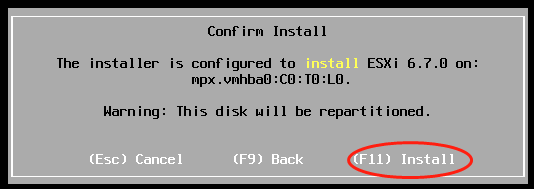 Confirm Install
The installer is configured to install ESXi 6.7.0 on:
mpx.vmhba0:C0:T0:L0.
Warning: This disk will be repartitioned.
(Esc) Cancel (F9) Back (F11) Install